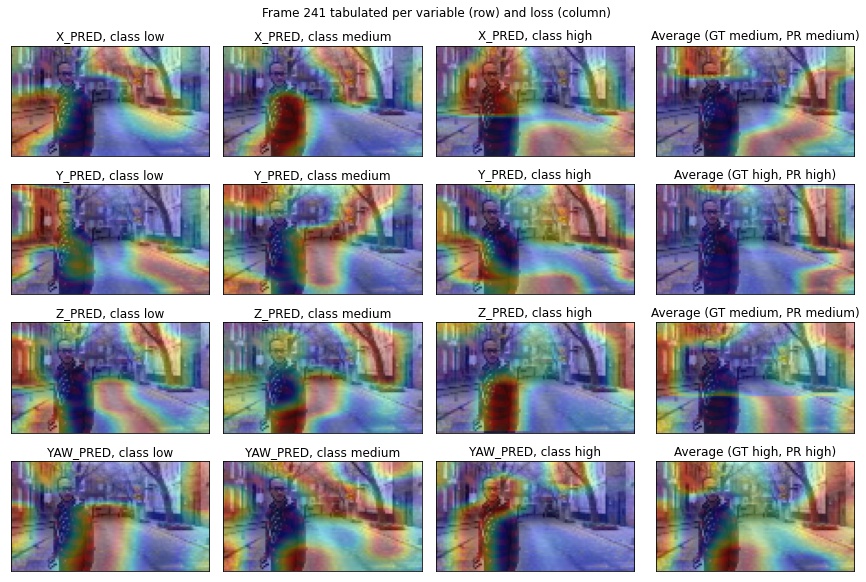 Frame 241 tabulated per variable (row) and loss (column)
X_PRED, class low
X_PRED, class medium
X_PRED, class high
Average (GT medium, PR medium)
Y_PRED, class low
Y_PRED, class medium
Y_PRED, class high
Average (GT high, PR high)
Z_PRED, class low
Z_PRED, class medium
Z_PRED, class high
Average (GT medium, PR medium)
YAW_PRED, class low
YAW_PRED, class medium
YAW_PRED, class high
Average (GT high, PR high)